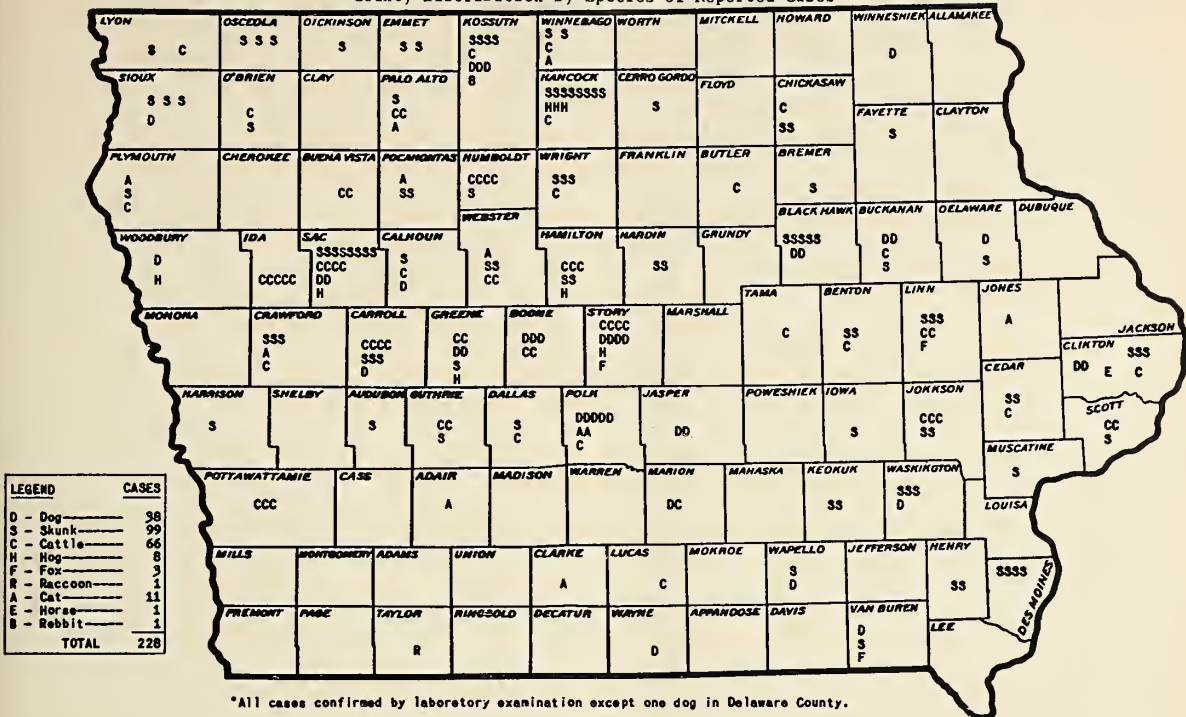 County Distribution by Species of Reported Cases
LYON OSCEOLA DICKINSON EMMET KOSSUTH WINNEBAGO WORTH MITCKELL HOWARD WINNESHIEK ALLAMAKEE
S C
S S S
S
S S
SSSS
C
DDD
B
S S
C
A
D
SIOUX O'BRIEN CLAY PALO ALTO HANCOCK CERRO GORDO FLOYD CHICKASAW
S S S
D
C
S
S
CC
A
SSSSSSSS
HHH
C
S
C
SS
FAYETTE CLAYTON
S
PLYMOUTH CHEROKEE BUENA VISTA POCAHONTAS HUMBOLDT WRIGHT FRANKLIN BUTLER BREMER
A
S
C
CC
A
SS
CCCC
S
SSS
C
C
S
WEBSTER
A
SS
CC
BLACK HAWK BUCKANAN DELAWARE DUBUQUE
SSSSS
DD
DD
C
S
D
S
WOODBURY IDA SAC CALHOUN HAMILTON HARDIN GRUNDY
D
H
CCCCC
SSSSSSSS
CCCC
DD
H
S
C
D
CCC
SS
H
SS
TAMA BENTON LINN JONES JACKSON
C
SS
C
SSS
CC
F
A
MONONA CRAWFORD CARROLL GREENE BOONE STORY MARSHALL
SSS
A
C
CCCC
SSS
D
CC
DD
S
H
DDD
CC
CCCC
DDDD
H
F
CLIKTON
SSS
DD E C
CEDAR
SS
C
SCOTT
CC
S
HARRISON SHELBY AUDUBON GUTHRIE DALLAS POLK JASPER POWESHIEK IOWA JOKKSON
S
S
CC
S
S
C
DDDDD
AA
C
DD
S
CCC
SS
MUSCATINE
S
POTTAWATTAMIE CASS ADAIR MADISON WARREN MARION MAHASKA KEOKUK WASKIKGTON LOUISA
CCC
A
DC
SS
SSS
D
MILLS MONTGOMERY ADAMS UNION CLARKE LUCAS MOKROE WAPELLO JEFFERSON HENRY DES MOINES
A
C
S
D
SS
SSSS
FREMONT PAGE TAYLOR RINGGOLD DECATUR WAYNE APPANOOSE DAVIS VAN BUREN LEE
R
D
D
S
F
LEGEND CASES
D - Dog 38
S - Skunk 99
C - Cattle 66
H - Hog 8
F - Fox 3
R - Raccoon 1
A - Cat 11
E - Horse 1
B - Rebbit 1
TOTAL 228
*All cases confirmed by laboratory examination except one dog in Delaware County.